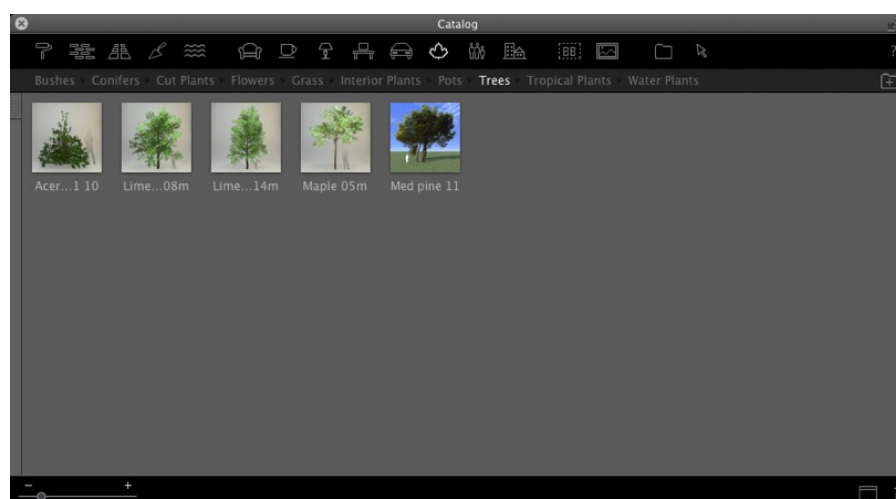 Catalog
BB
?
Bushes Conifers Cut Plants Flowers Grass Interior Plants Pots Trees Tropical Plants Water Plants
Acer...1 10 Lime...08m Lime...14m Maple 05m Med pine 11
- +